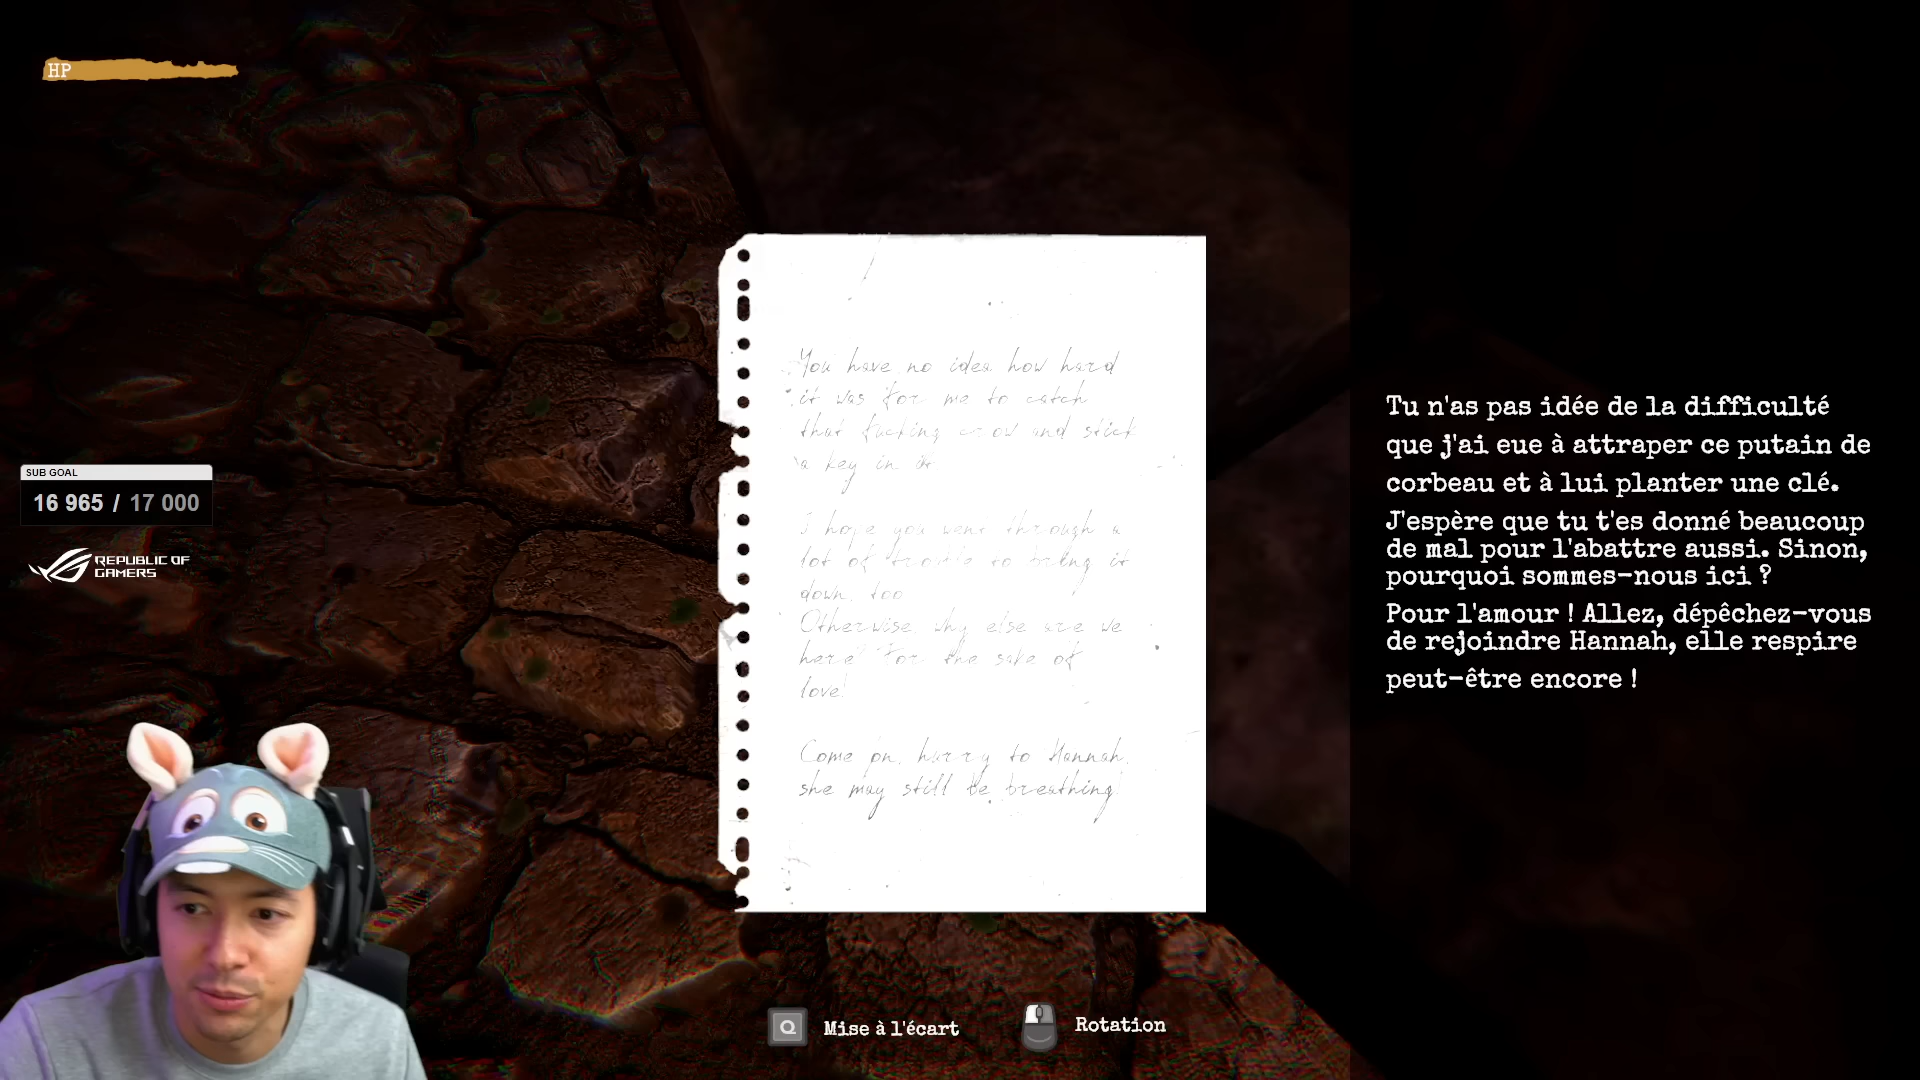 HP
SUB GOAL
16 965 / 17 000
REPUBLIC OF
GAMERS
You have no idea how hard
it was for me to catch
that fucking crow and stick
a key in it
I hope you went through a
lot of trouble to bring it
down, too
Otherwise, why else are we
here? For the sake of
love!
Come on, hurry to Hannah,
she may still be breathing!
Tu n'as pas idée de la difficulté
que j'ai eue à attraper ce putain de
corbeau et à lui planter une clé.
J'espère que tu t'es donné beaucoup
de mal pour l'abattre aussi. Sinon,
pourquoi sommes-nous ici ?
Pour l'amour ! Allez, dépêchez-vous
de rejoindre Hannah, elle respire
peut-être encore !
Q Mise à l'écart
Rotation